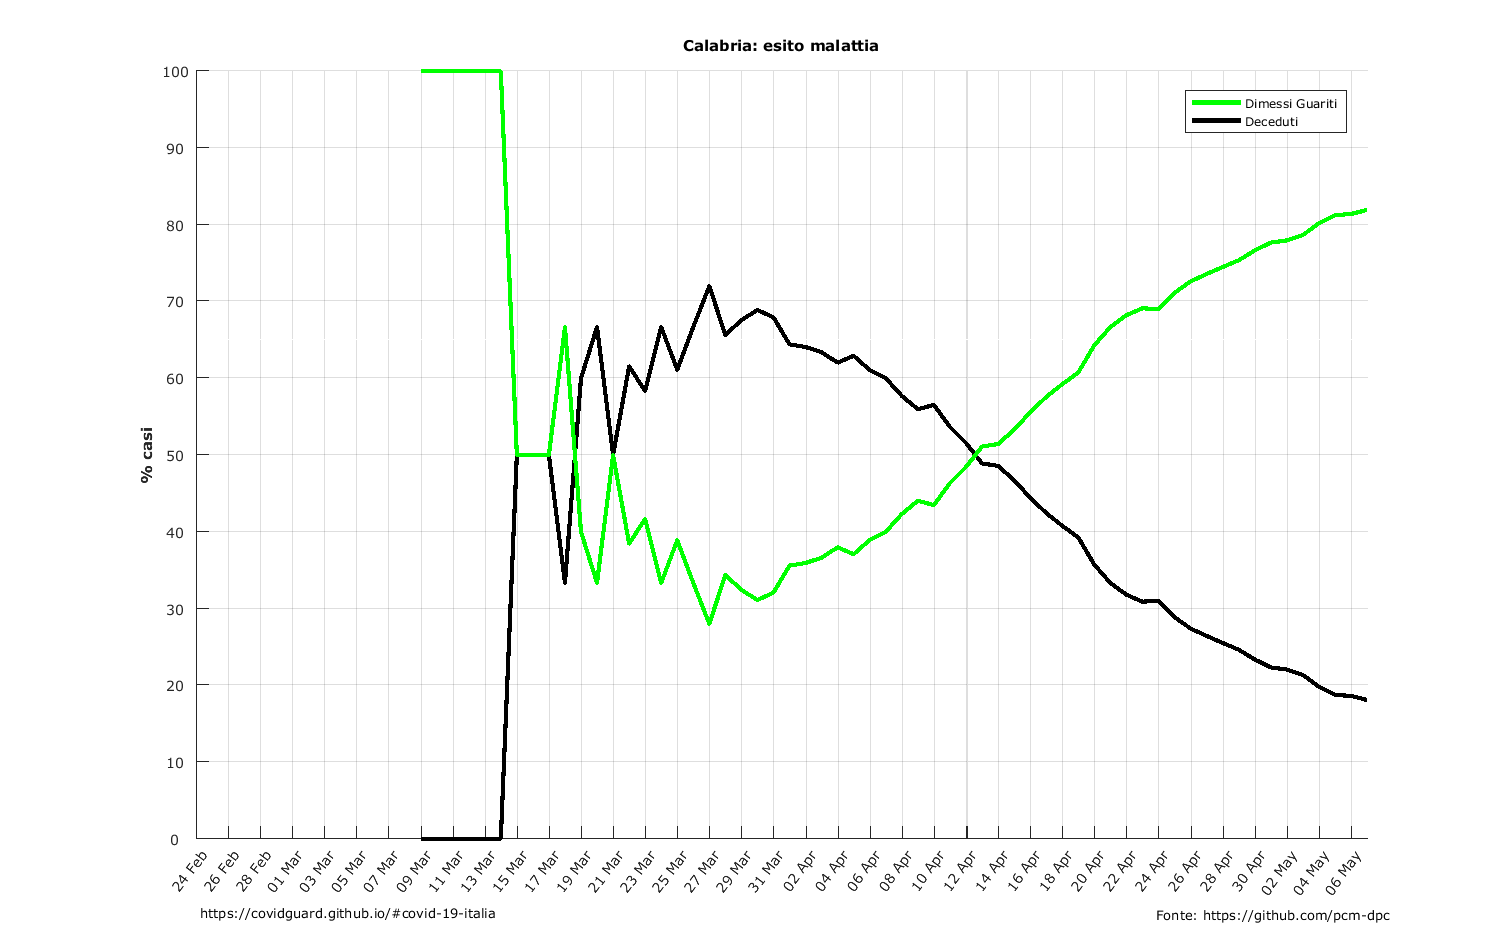 Calabria: esito malattia
Dimessi Guariti
Deceduti
% casi
100
90
80
70
60
50
40
30
20
10
0
24 Feb
26 Feb
28 Feb
01 Mar
03 Mar
05 Mar
07 Mar
09 Mar
11 Mar
13 Mar
15 Mar
17 Mar
19 Mar
21 Mar
23 Mar
25 Mar
27 Mar
29 Mar
31 Mar
02 Apr
04 Apr
06 Apr
08 Apr
10 Apr
12 Apr
14 Apr
16 Apr
18 Apr
20 Apr
22 Apr
24 Apr
26 Apr
28 Apr
30 Apr
02 May
04 May
06 May
https://covidguard.github.io/#covid-19-italia
Fonte: https://github.com/pcm-dpc